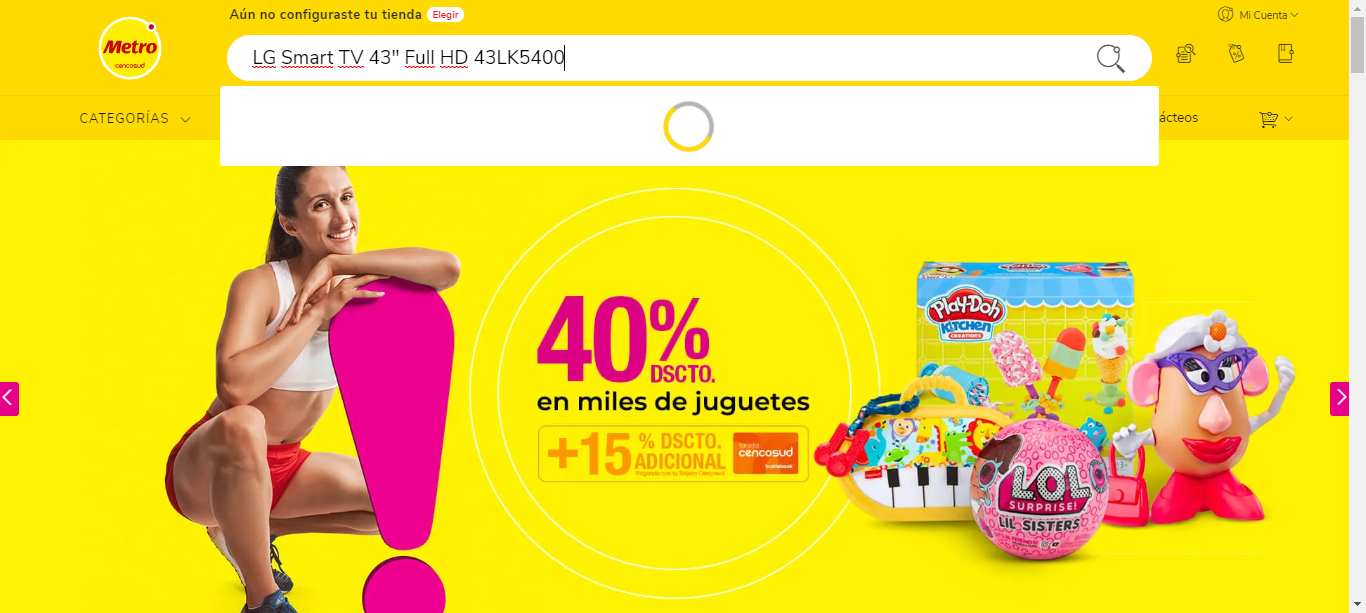 Aún no configuraste tu tienda Elegir
Mi Cuenta
Metro
cencosud
LG Smart TV 43" Full HD 43LK5400
CATEGORÍAS
ácteos
40%
DSCTO.
en miles de juguetes
+15 % DSCTO.
ADICIONAL
Pagando con tu Tarjeta Cencosud
Tarjeta
cencosud
Scotiabank
PLAY-DOH
KITCHEN
CREATIONS
L.O.L.
SURPRISE!
LIL SISTERS